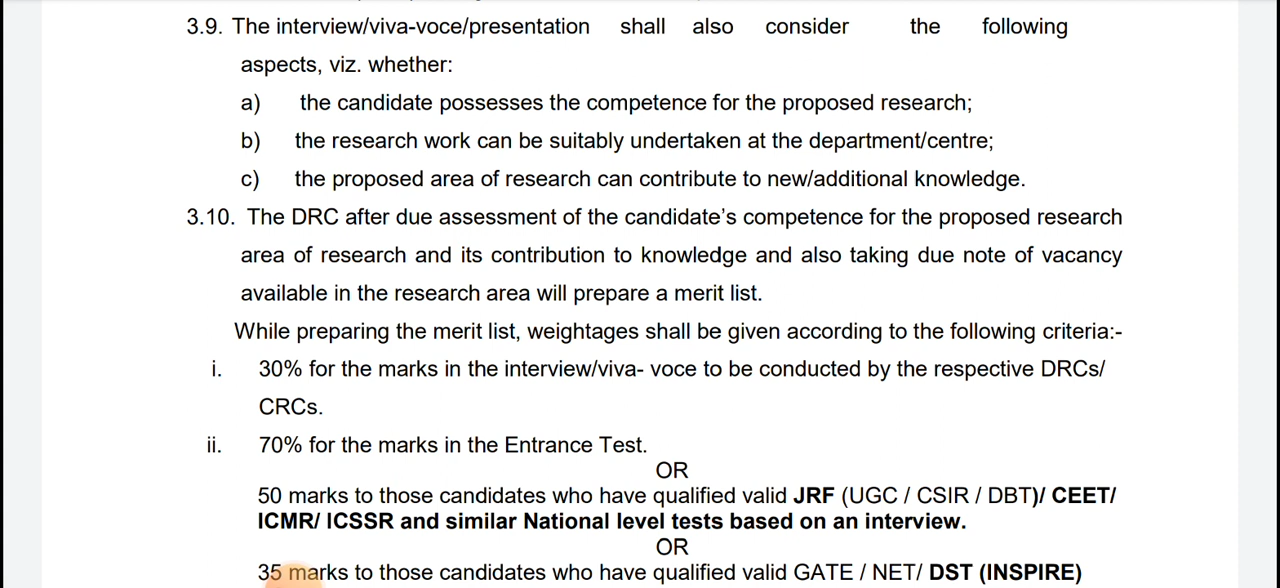 3.9. The interview/viva-voce/presentation shall also consider the following
aspects, viz. whether:
a) the candidate possesses the competence for the proposed research;
b) the research work can be suitably undertaken at the department/centre;
c) the proposed area of research can contribute to new/additional knowledge.
3.10. The DRC after due assessment of the candidate's competence for the proposed research
area of research and its contribution to knowledge and also taking due note of vacancy
available in the research area will prepare a merit list.
While preparing the merit list, weightages shall be given according to the following criteria:-
i. 30% for the marks in the interview/viva- voce to be conducted by the respective DRCs/
CRCs.
ii. 70% for the marks in the Entrance Test.
OR
50 marks to those candidates who have qualified valid JRF (UGC / CSIR / DBT)/ CEET/
ICMR/ ICSSR and similar National level tests based on an interview.
OR
35 marks to those candidates who have qualified valid GATE / NET/ DST (INSPIRE)